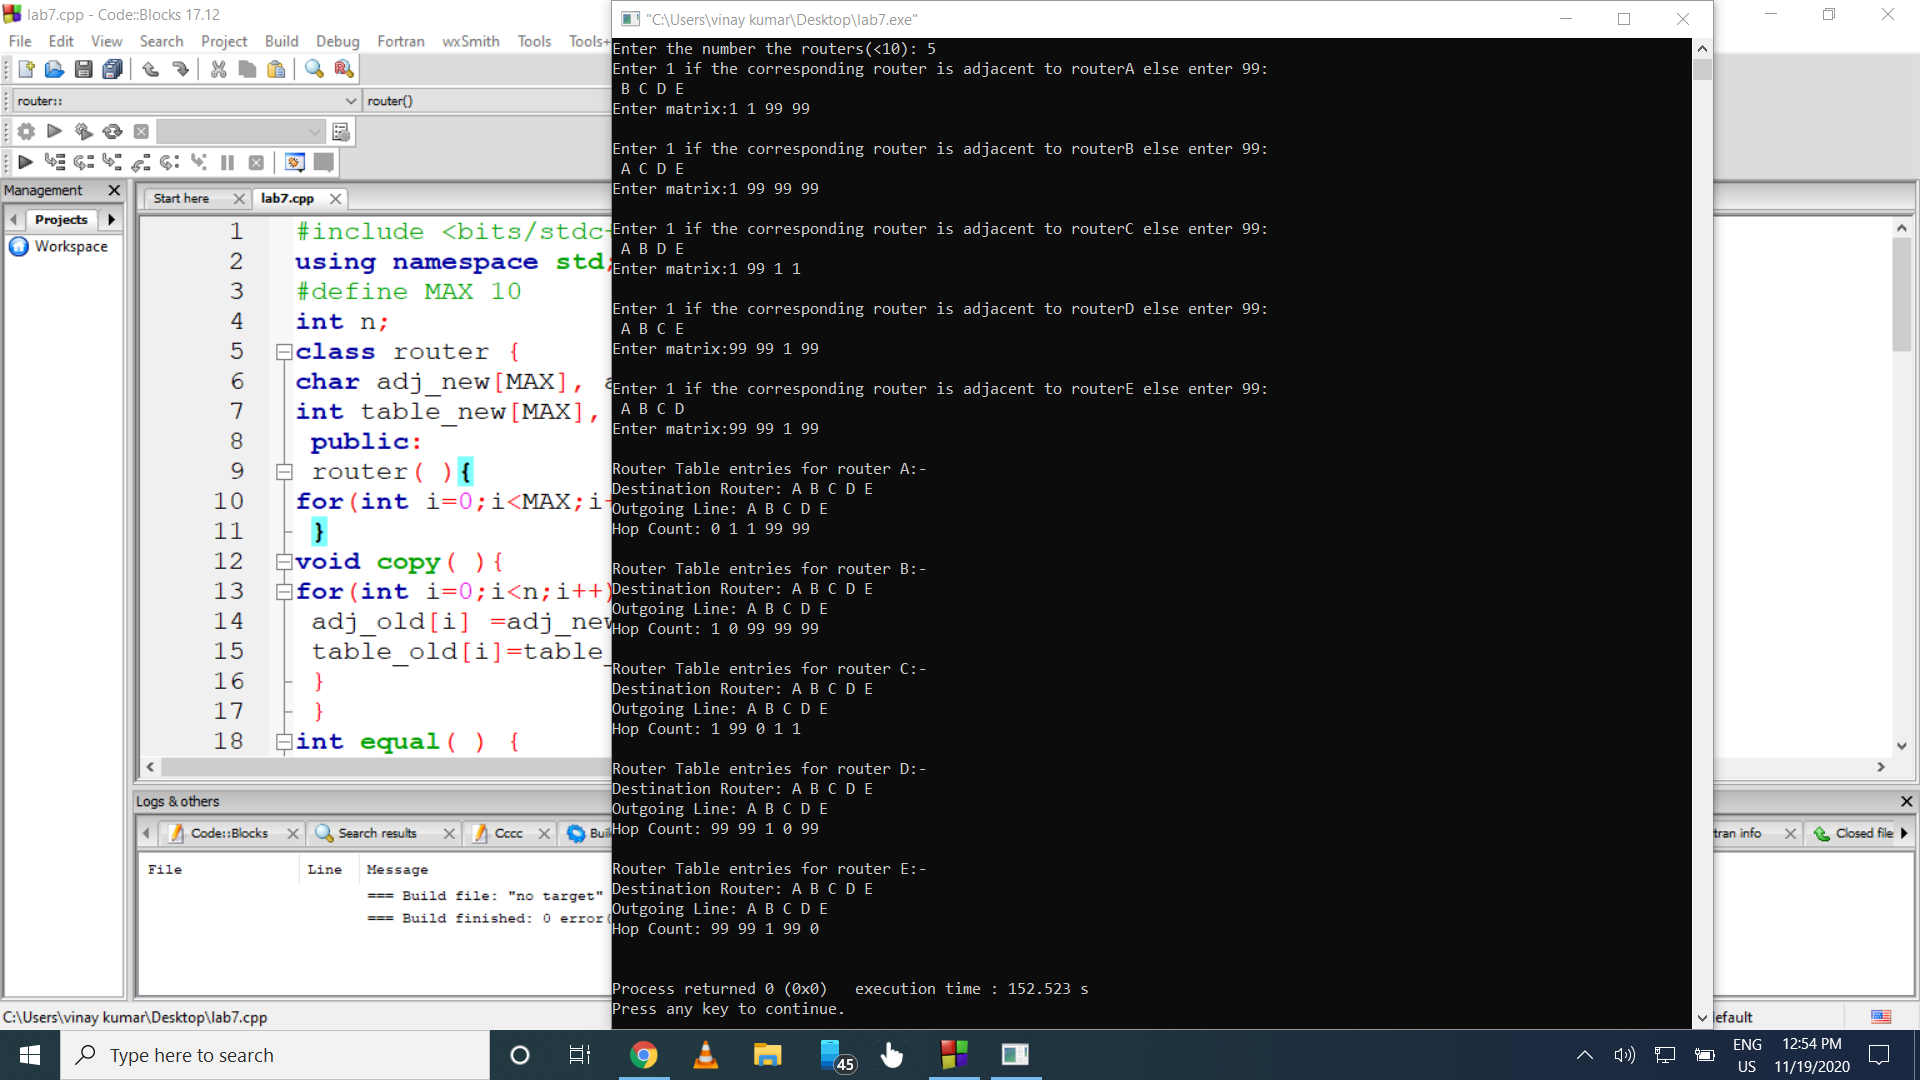 lab7.cpp - Code::Blocks 17.12
File Edit View Search Project Build Debug Fortran wxSmith Tools Tools+
router::
router()
Management
Projects
Workspace
Start here
lab7.cpp
1 #include <bits/stdc
2 using namespace std;
3 #define MAX 10
4 int n;
5 class router {
6 char adj_new[MAX],
7 int table_new[MAX],
8 public:
9 router( ){
10 for(int i=0;i<MAX;i
11 }
12 void copy( ){
13 for(int i=0;i<n;i++)
14 adj_old[i] =adj_new
15 table_old[i]=table_
16 }
17 }
18 int equal( ) {
Logs & others
Code::Blocks
Search results
Cccc
Buil
File Line Message
=== Build file: "no target"
=== Build finished: 0 error(
C:\Users\vinay kumar\Desktop\lab7.cpp
"C:\Users\vinay kumar\Desktop\lab7.exe"
Enter the number the routers(<10): 5
Enter 1 if the corresponding router is adjacent to routerA else enter 99:
B C D E
Enter matrix:1 1 99 99
Enter 1 if the corresponding router is adjacent to routerB else enter 99:
A C D E
Enter matrix:1 99 99 99
Enter 1 if the corresponding router is adjacent to routerC else enter 99:
A B D E
Enter matrix:1 99 1 1
Enter 1 if the corresponding router is adjacent to routerD else enter 99:
A B C E
Enter matrix:99 99 1 99
Enter 1 if the corresponding router is adjacent to routerE else enter 99:
A B C D
Enter matrix:99 99 1 99
Router Table entries for router A:-
Destination Router: A B C D E
Outgoing Line: A B C D E
Hop Count: 0 1 1 99 99
Router Table entries for router B:-
Destination Router: A B C D E
Outgoing Line: A B C D E
Hop Count: 1 0 99 99 99
Router Table entries for router C:-
Destination Router: A B C D E
Outgoing Line: A B C D E
Hop Count: 1 99 0 1 1
Router Table entries for router D:-
Destination Router: A B C D E
Outgoing Line: A B C D E
Hop Count: 99 99 1 0 99
Router Table entries for router E:-
Destination Router: A B C D E
Outgoing Line: A B C D E
Hop Count: 99 99 1 99 0
Process returned 0 (0x0)   execution time : 152.523 s
Press any key to continue.
tran info
Closed file
efault
Type here to search
45
ENG
US
12:54 PM
11/19/2020